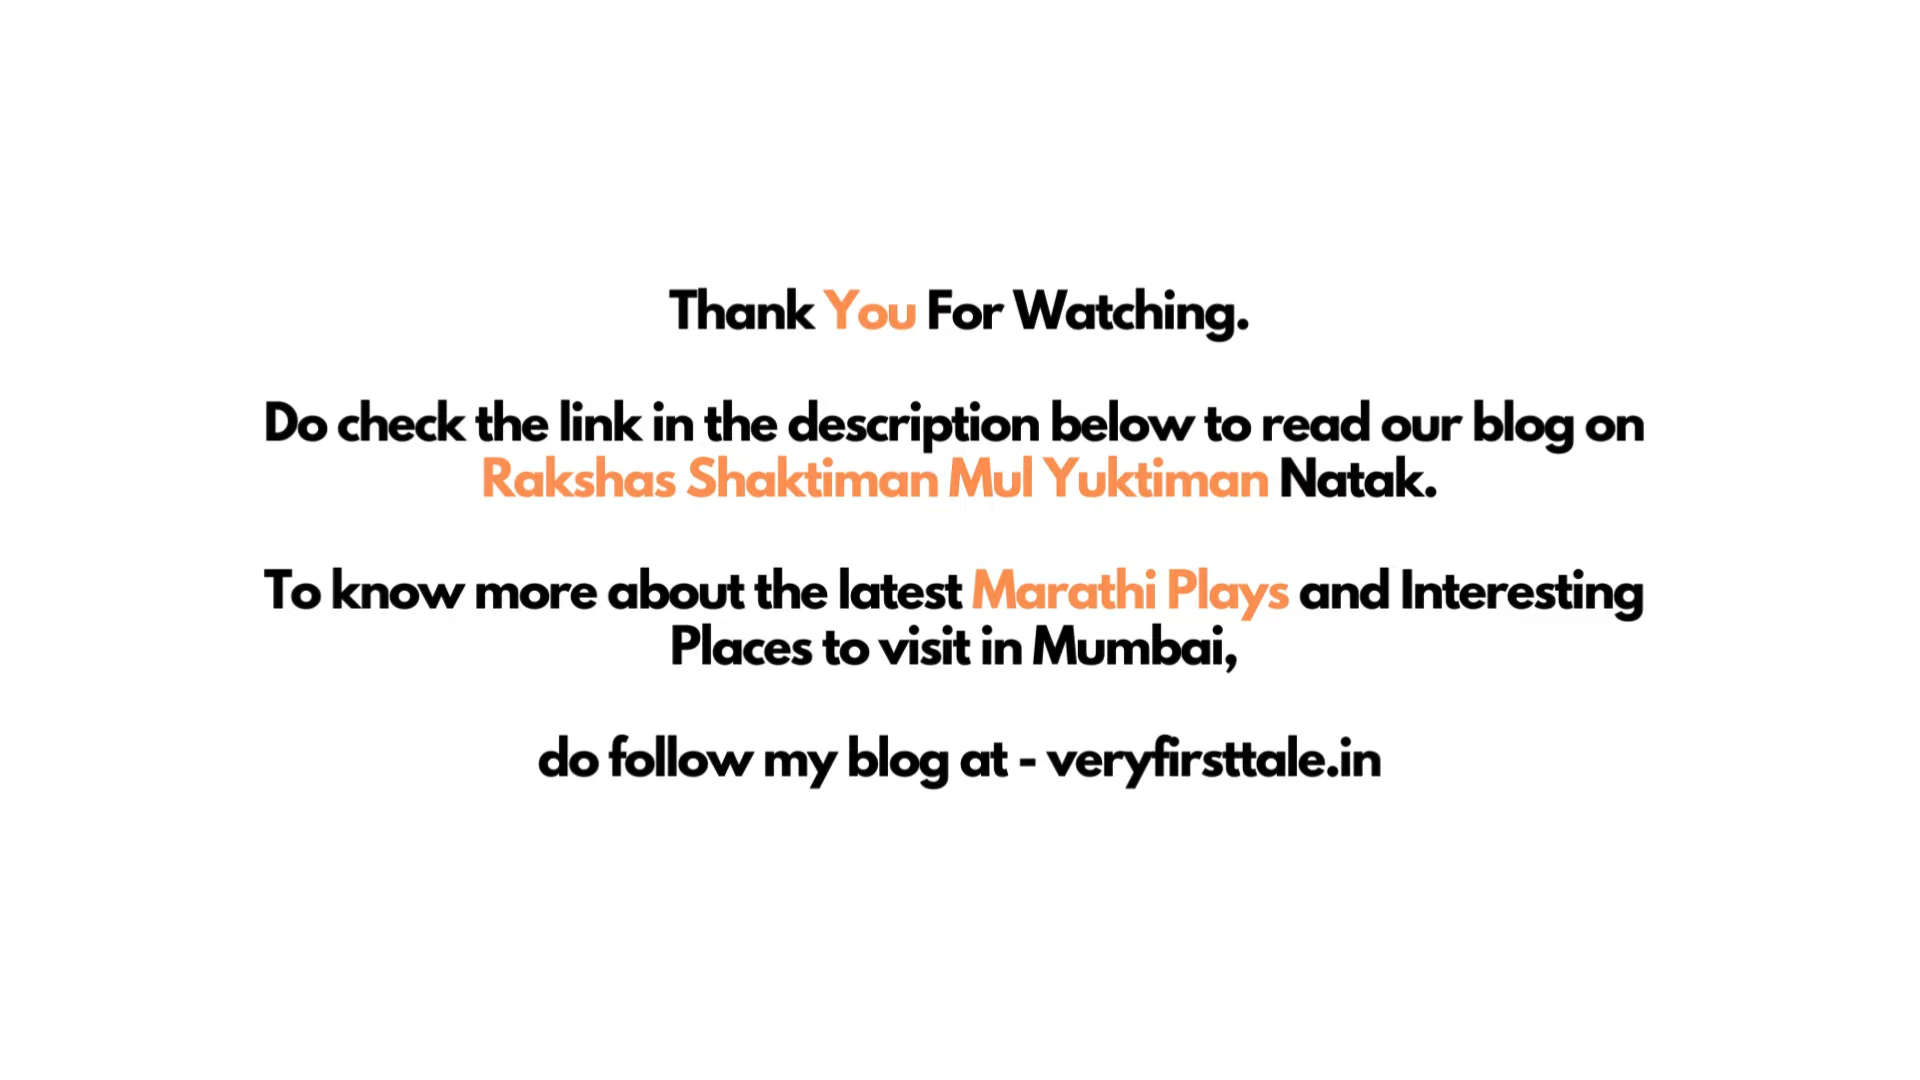 Thank You For Watching.
Do check the link in the description below to read our blog on
Rakshas Shaktiman Mul Yuktiman Natak.
To know more about the latest Marathi Plays and Interesting
Places to visit in Mumbai,
do follow my blog at - veryfirsttale.in